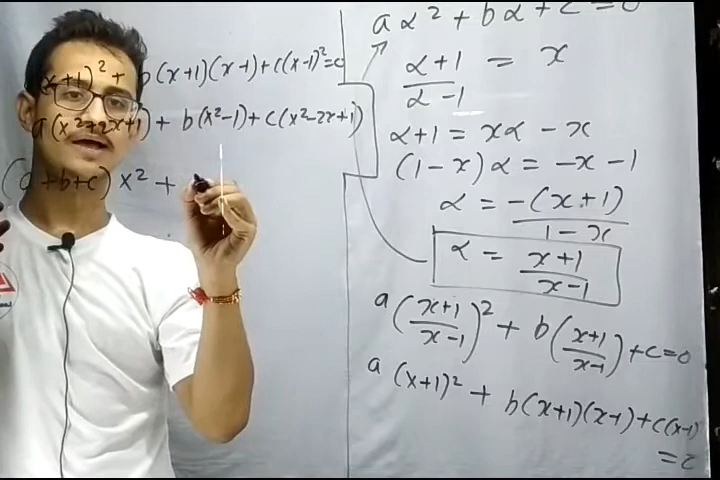 (x+1)² + b(x+1)(x-1)+c(x-1)²=c
a(x²+2x+1) + b(x²-1)+c(x²-2x+1)
(a+b+c)x² +
aα² + bα + c = 0
α+1 / α-1 = x
α+1 = xα - x
(1-x)α = -x-1
α = -(x+1) / 1-x
α = x+1 / x-1
a(x+1 / x-1)² + b(x+1 / x-1)+c=0
a(x+1)² + b(x+1)(x-1)+c(x-1)
=2